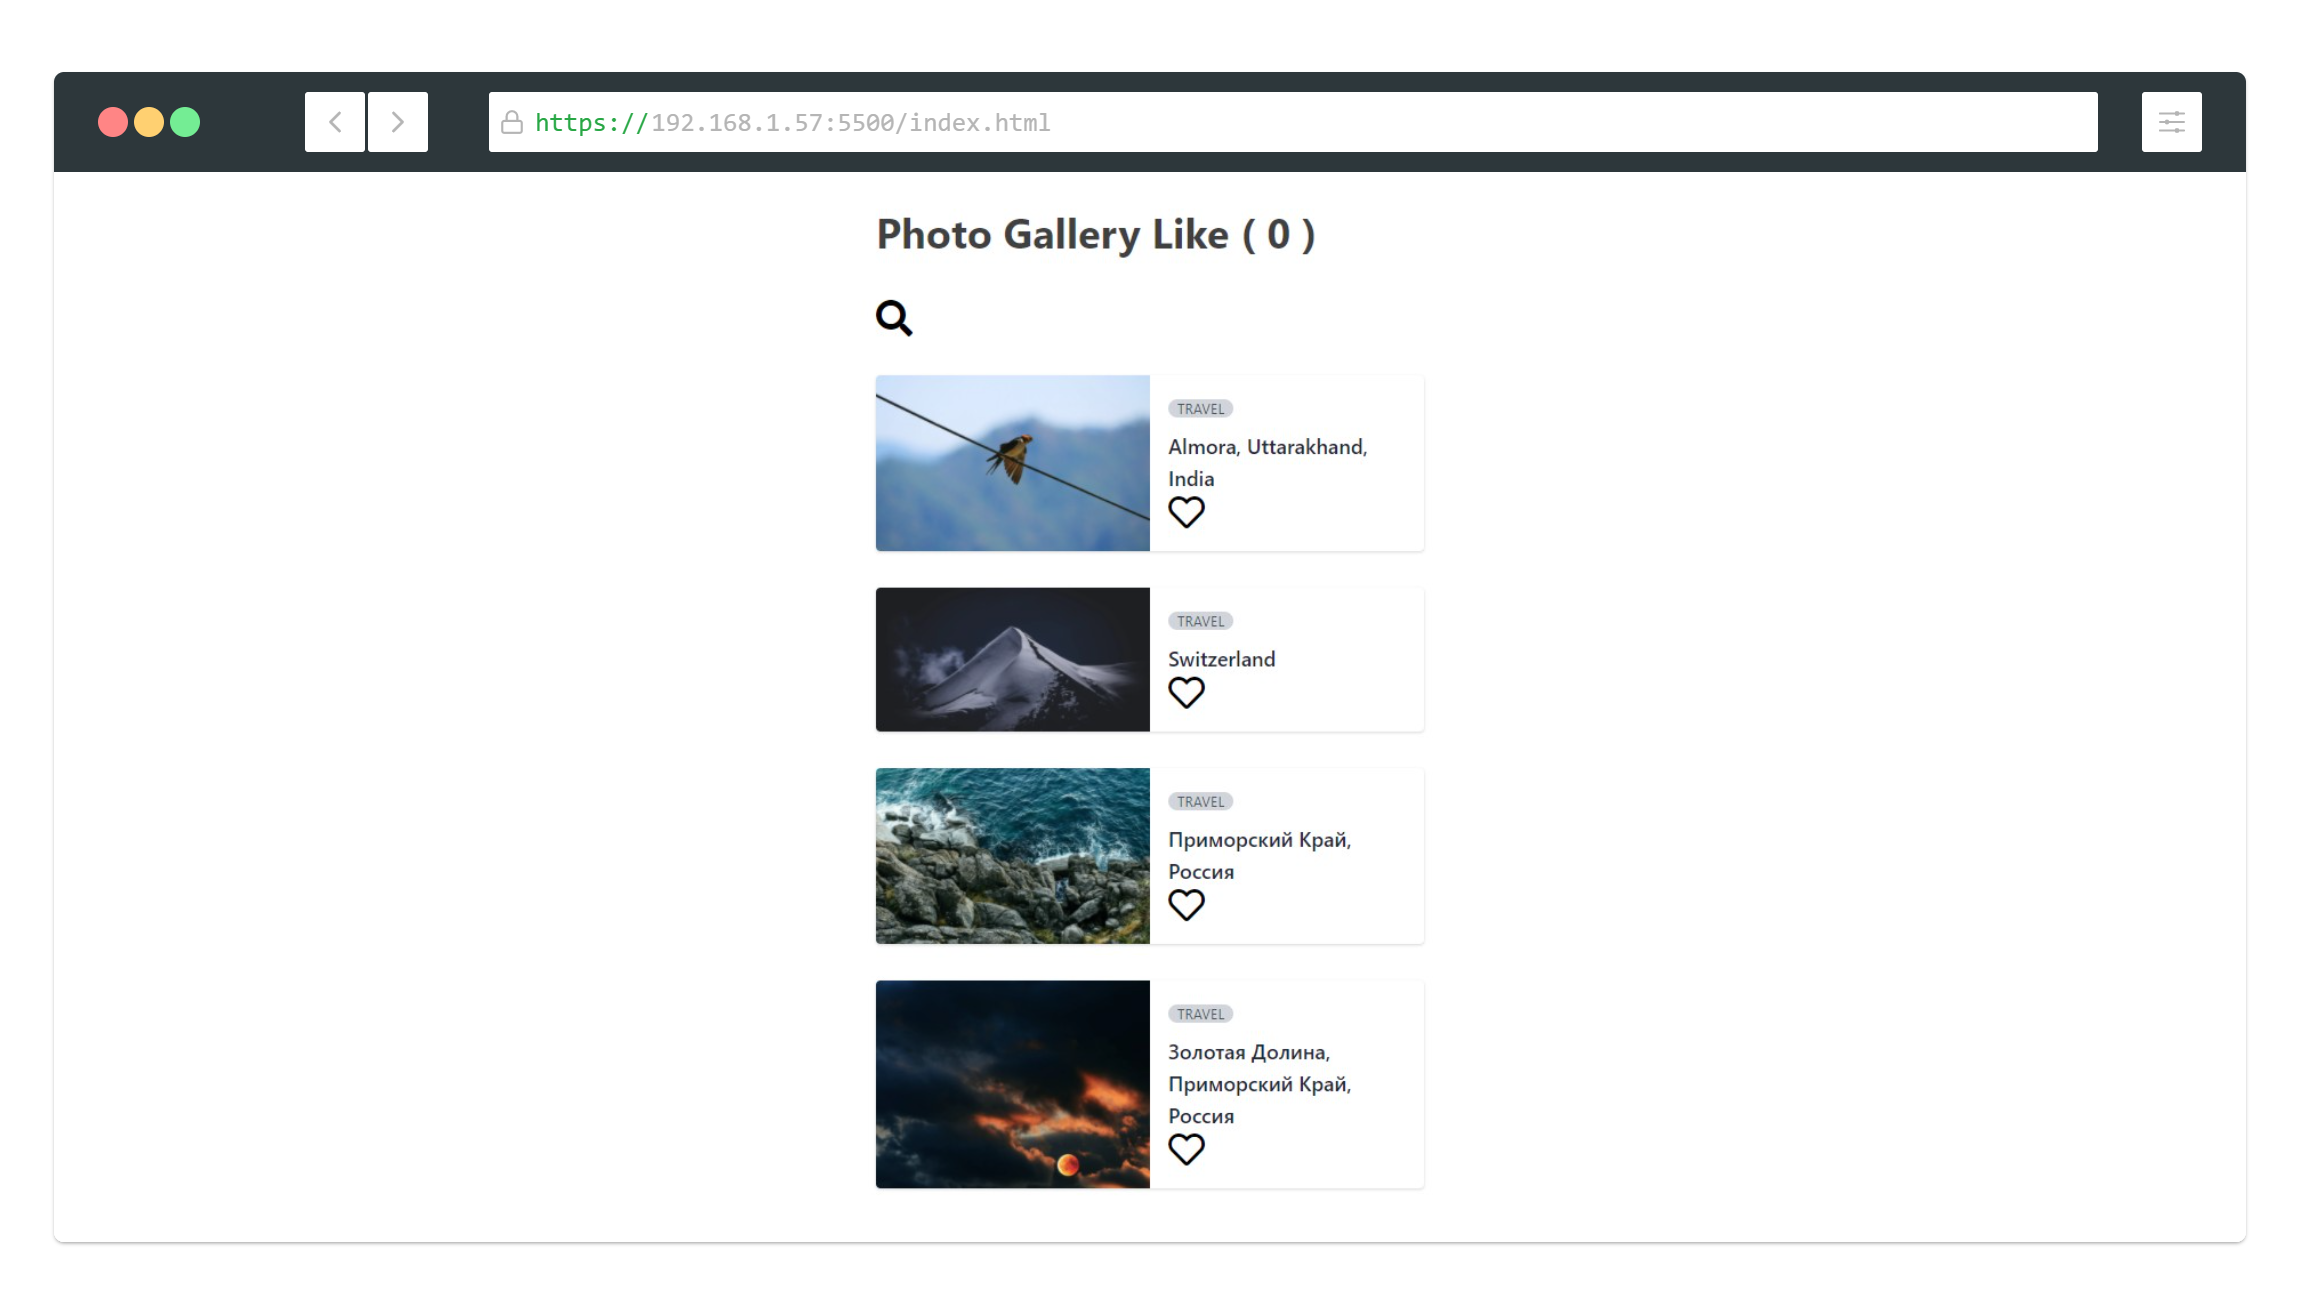 https://192.168.1.57:5500/index.html
Photo Gallery Like ( 0 )
TRAVEL
Almora, Uttarakhand,
India
TRAVEL
Switzerland
TRAVEL
Приморский Край,
Россия
TRAVEL
Золотая Долина,
Приморский Край,
Россия